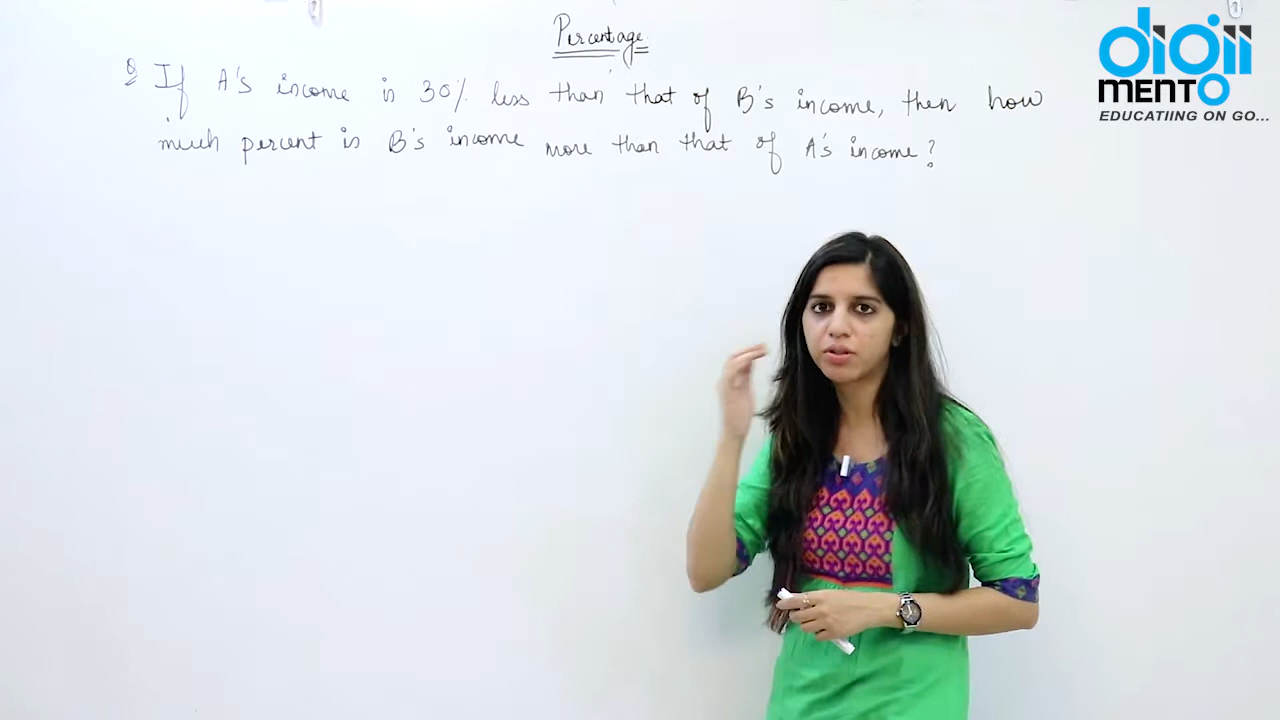 Percentage
Q If A's income is 30% less than that of B's income, then how
much percent is B's income more than that of A's income?
digii
MENTO
EDUCATIING ON GO...